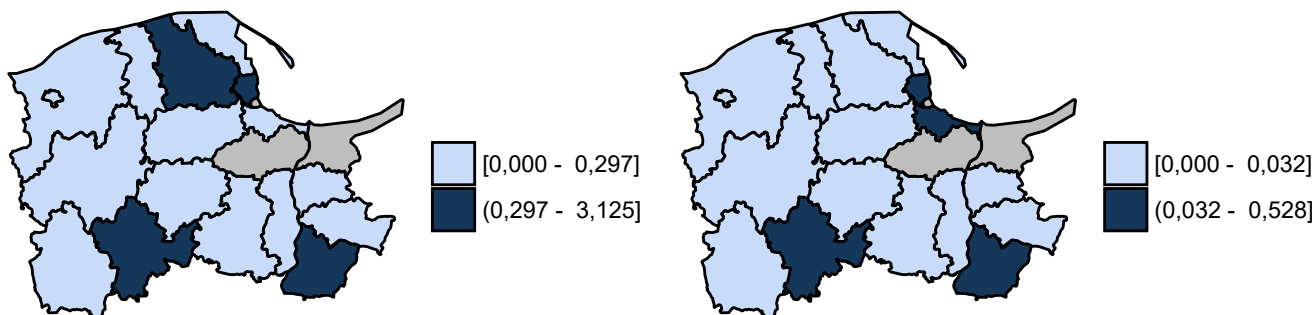 [0,000 - 0,297]
(0,297 - 3,125]
[0,000 - 0,032]
(0,032 - 0,528]